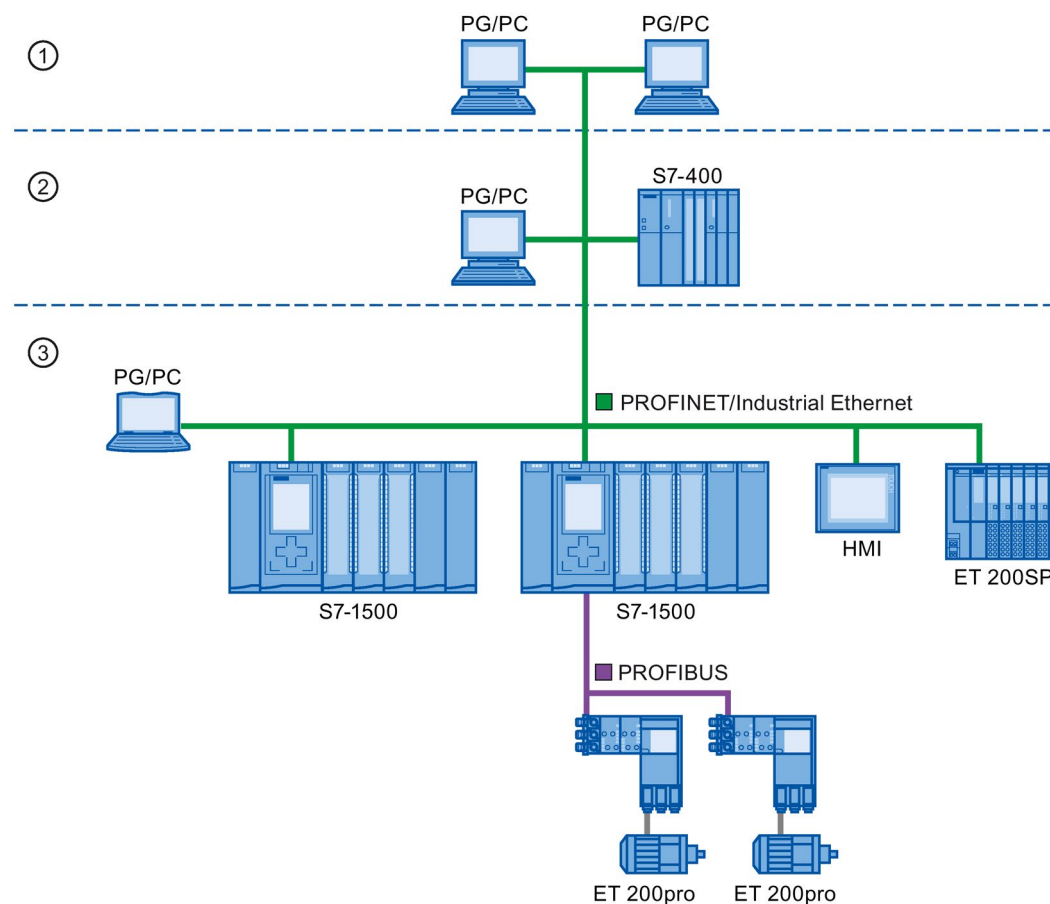 ①
PG/PC
PG/PC
②
PG/PC
S7-400
③
PG/PC
PROFINET/Industrial Ethernet
S7-1500
S7-1500
HMI
ET 200SP
PROFIBUS
ET 200pro
ET 200pro